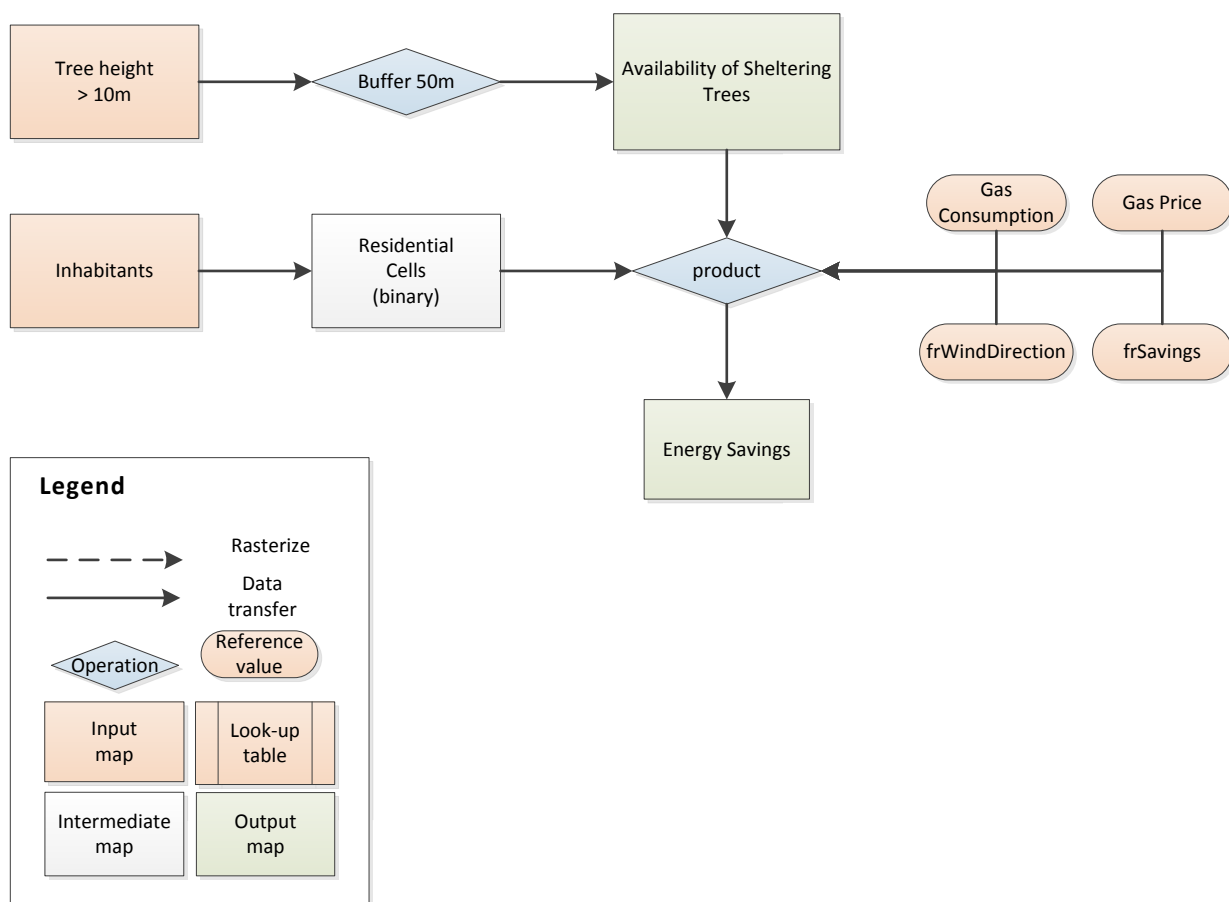 Tree height
> 10m
Buffer 50m
Availability of Sheltering
Trees
Gas
Consumption
Gas Price
Inhabitants
Residential
Cells
(binary)
product
frWindDirection
frSavings
Energy Savings
Legend
Rasterize
Data
transfer
Operation
Reference
value
Input
map
Look-up
table
Intermediate
map
Output
map